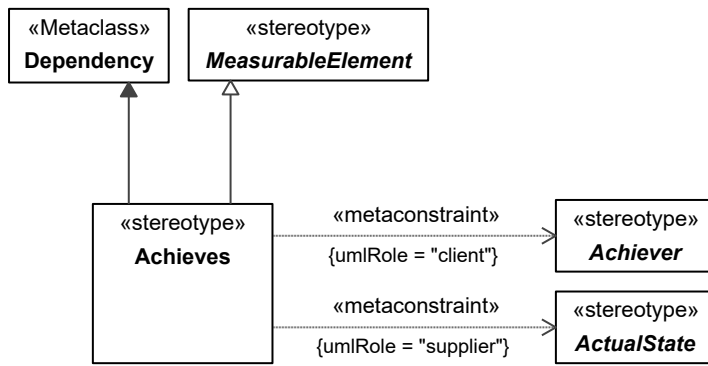 «Metaclass»
Dependency
«stereotype»
MeasurableElement
«stereotype»
Achieves
«metaconstraint»
{umlRole = "client"}
«stereotype»
Achiever
«metaconstraint»
{umlRole = "supplier"}
«stereotype»
ActualState